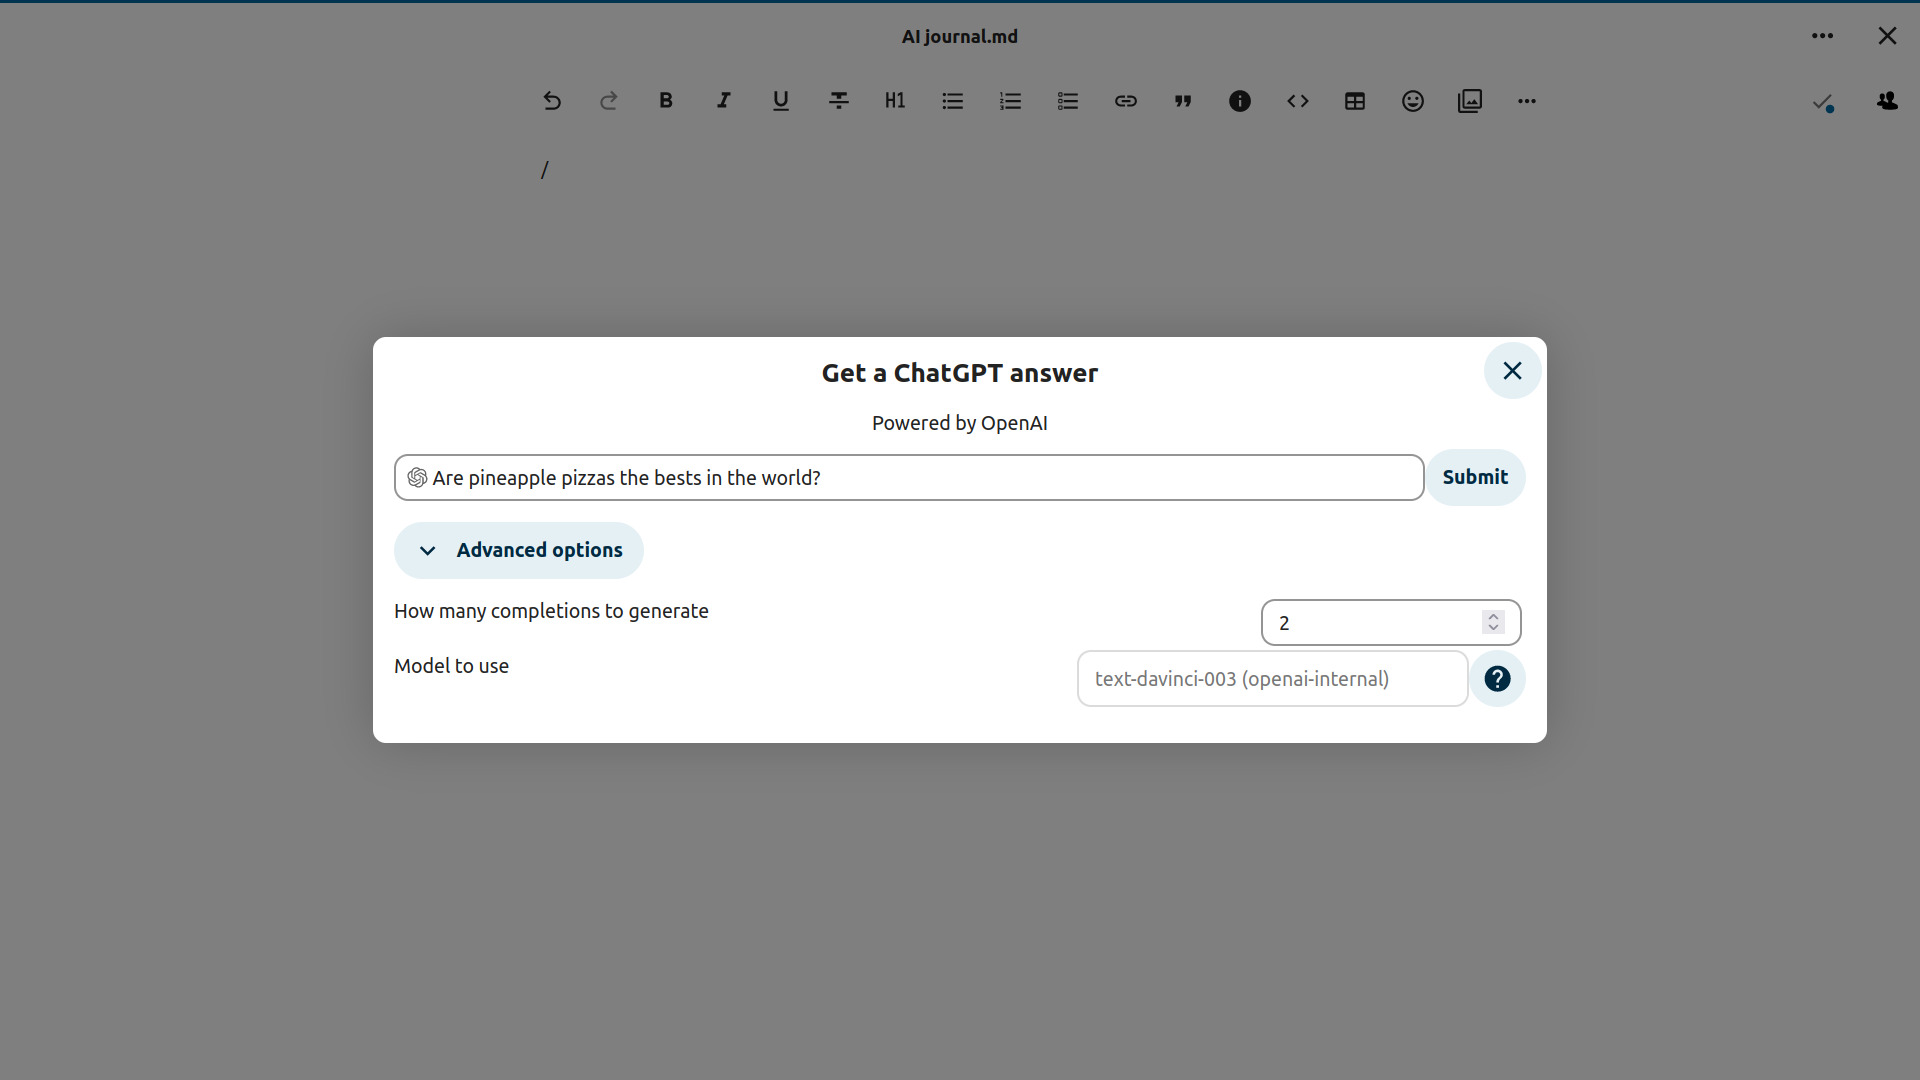 AI journal.md
H1
/
Get a ChatGPT answer
Powered by OpenAI
Are pineapple pizzas the bests in the world?
Submit
Advanced options
How many completions to generate
2
Model to use
text-davinci-003 (openai-internal)